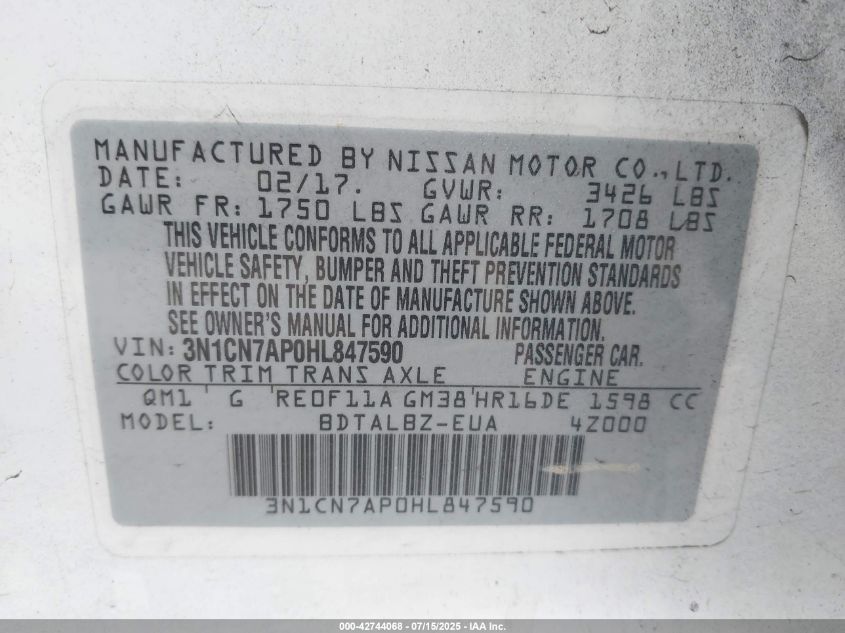 MANUFACTURED BY NISSAN MOTOR CO., LTD.
DATE: 02/17. GVWR: 3426 LBS
GAWR FR: 1750 LBS GAWR RR: 1708 LBS
THIS VEHICLE CONFORMS TO ALL APPLICABLE FEDERAL MOTOR
VEHICLE SAFETY, BUMPER AND THEFT PREVENTION STANDARDS
IN EFFECT ON THE DATE OF MANUFACTURE SHOWN ABOVE.
SEE OWNER'S MANUAL FOR ADDITIONAL INFORMATION.
VIN: 3N1CN7AP0HL847590 PASSENGER CAR.
COLOR TRIM TRANS AXLE ENGINE
QM1 G RE0F11A GM38 HR16DE 1598 CC
MODEL: BDTALBZ-EUA 4Z000
3N1CN7AP0HL847590
000-42744068 - 07/15/2025 - IAA Inc.